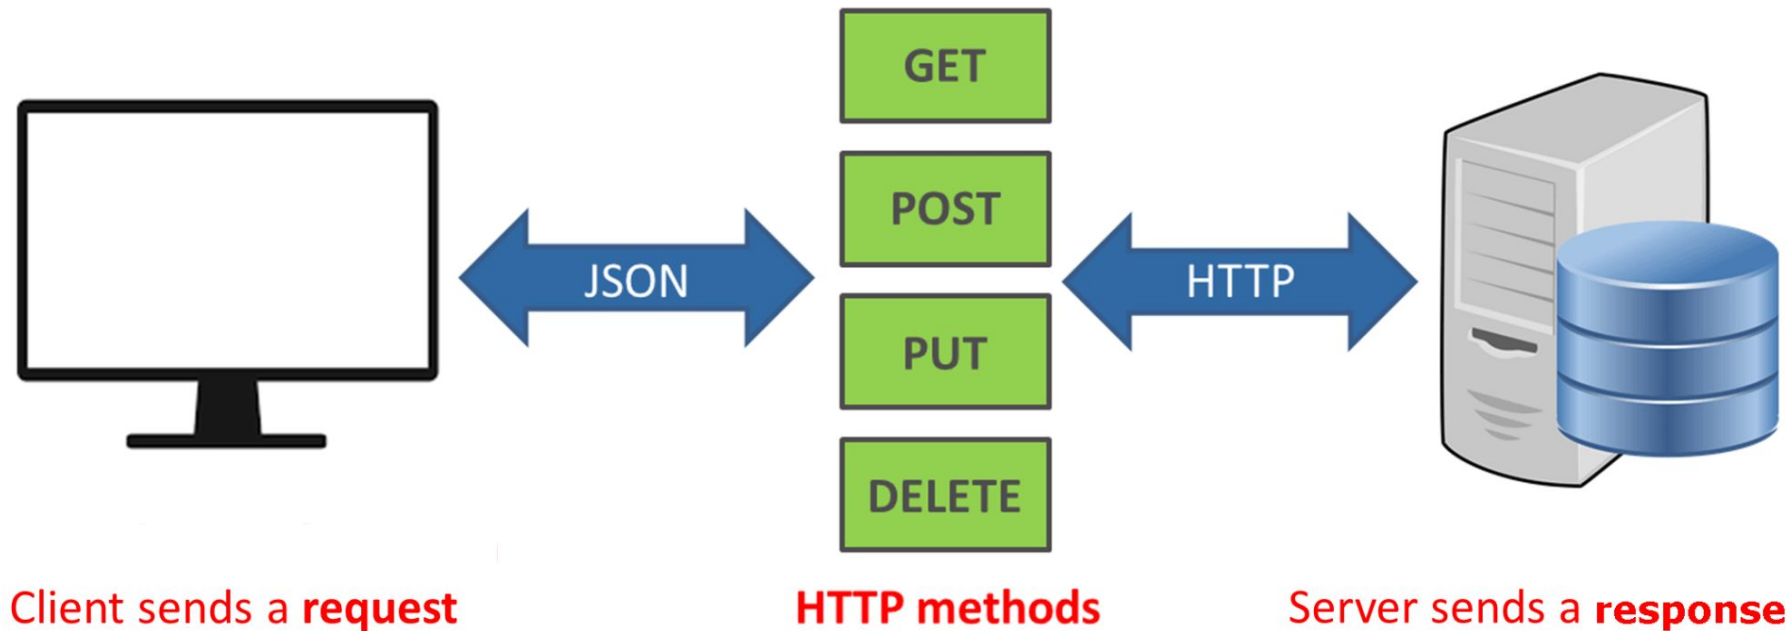 GET
POST
PUT
DELETE
JSON
HTTP
Client sends a request
HTTP methods
Server sends a response